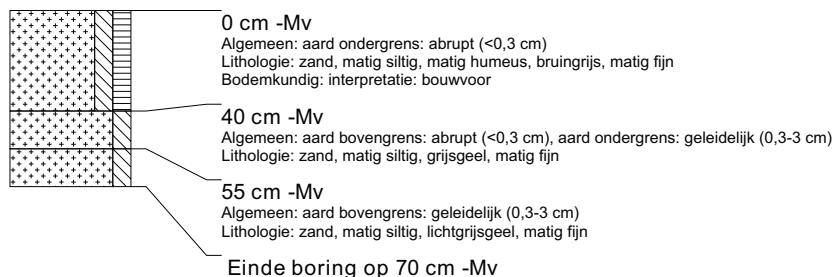 0 cm -Mv
Algemeen: aard ondergrens: abrupt (<0,3 cm)
Lithologie: zand, matig siltig, matig humeus, bruingrijs, matig fijn
Bodemkundig: interpretatie: bouwvoor
40 cm -Mv
Algemeen: aard bovengrens: abrupt (<0,3 cm), aard ondergrens: geleidelijk (0,3-3 cm)
Lithologie: zand, matig siltig, grijsgeel, matig fijn
55 cm -Mv
Algemeen: aard bovengrens: geleidelijk (0,3-3 cm)
Lithologie: zand, matig siltig, lichtgrijsgeel, matig fijn
Einde boring op 70 cm -Mv